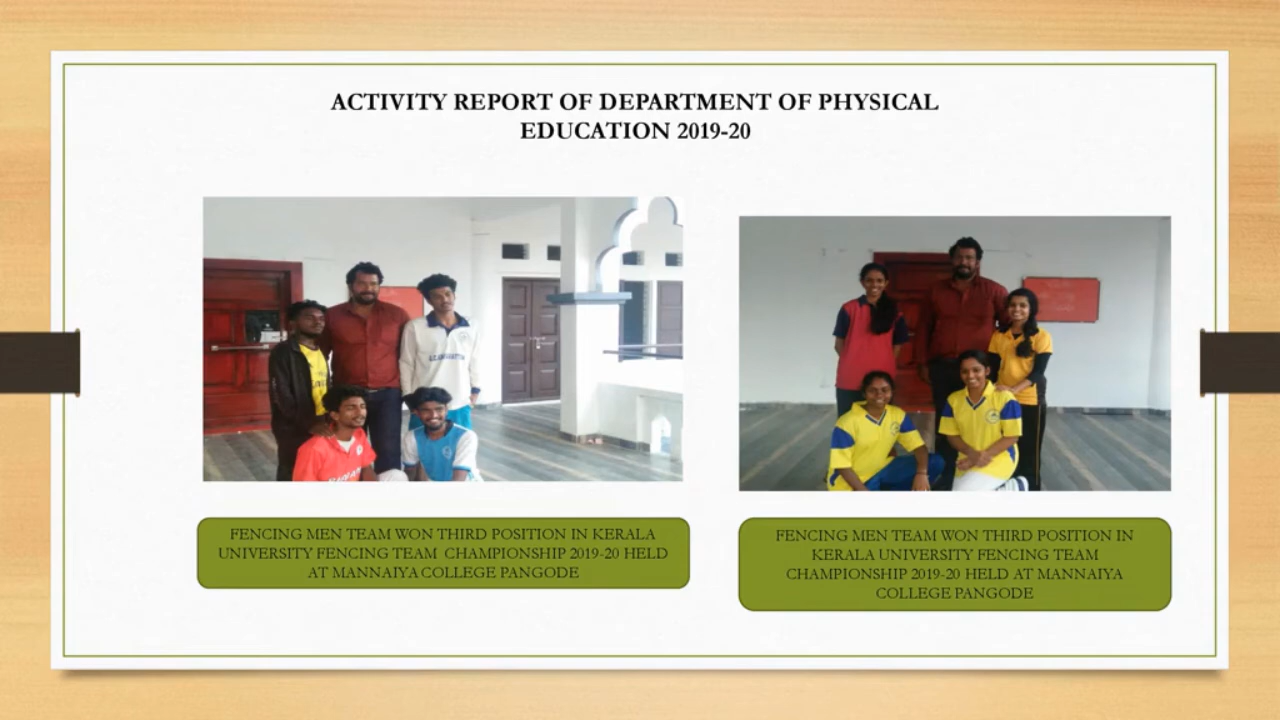 ACTIVITY REPORT OF DEPARTMENT OF PHYSICAL
EDUCATION 2019-20
FENCING MEN TEAM WON THIRD POSITION IN KERALA
UNIVERSITY FENCING TEAM CHAMPIONSHIP 2019-20 HELD
AT MANNAIYA COLLEGE PANGODE
FENCING MEN TEAM WON THIRD POSITION IN
KERALA UNIVERSITY FENCING TEAM
CHAMPIONSHIP 2019-20 HELD AT MANNAIYA
COLLEGE PANGODE